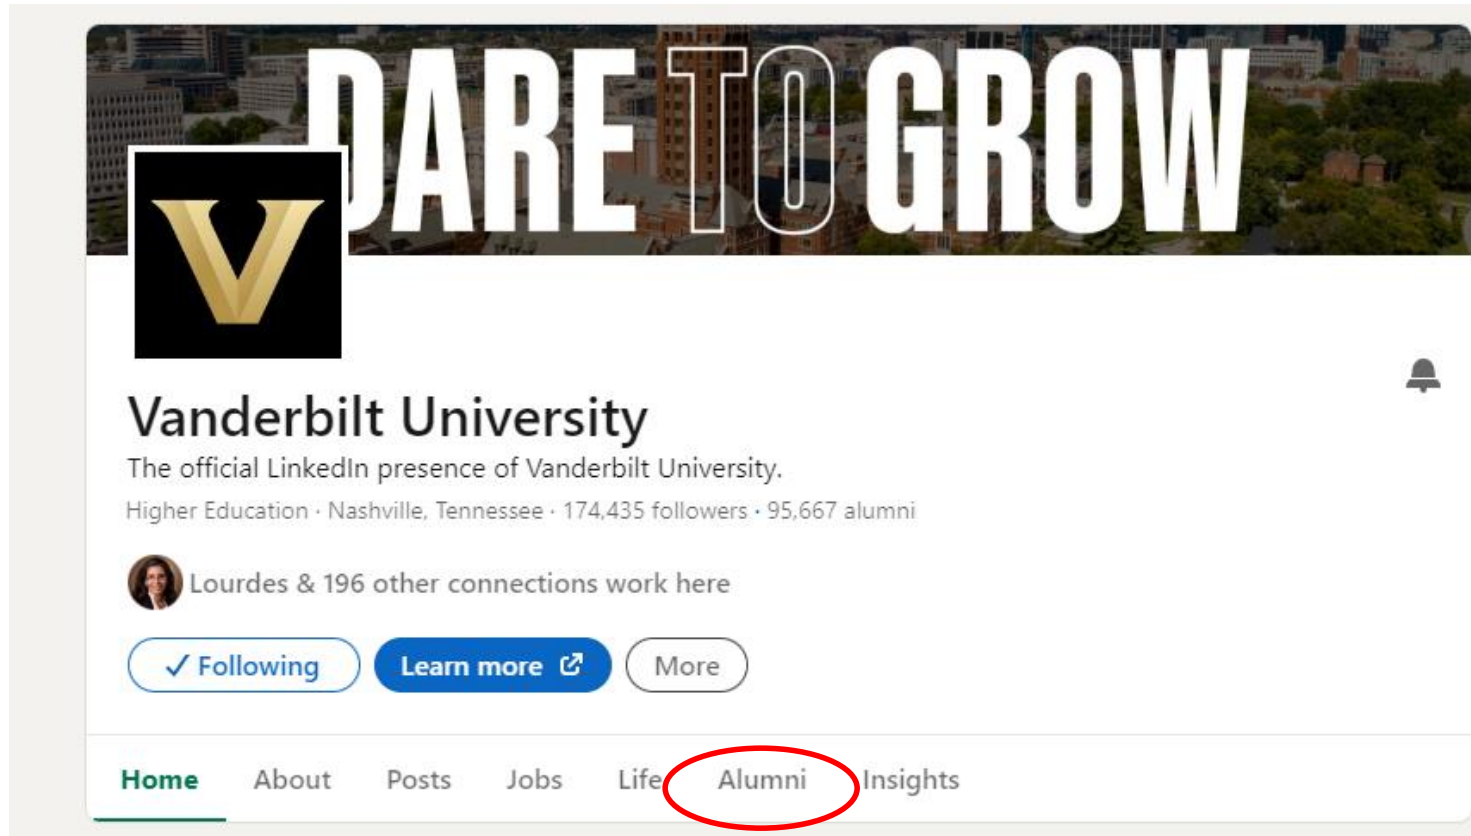 DARE TO GROW
V
Vanderbilt University
The official LinkedIn presence of Vanderbilt University.
Higher Education · Nashville, Tennessee · 174,435 followers · 95,667 alumni
Lourdes & 196 other connections work here
Following Learn more More
Home About Posts Jobs Life Alumni Insights